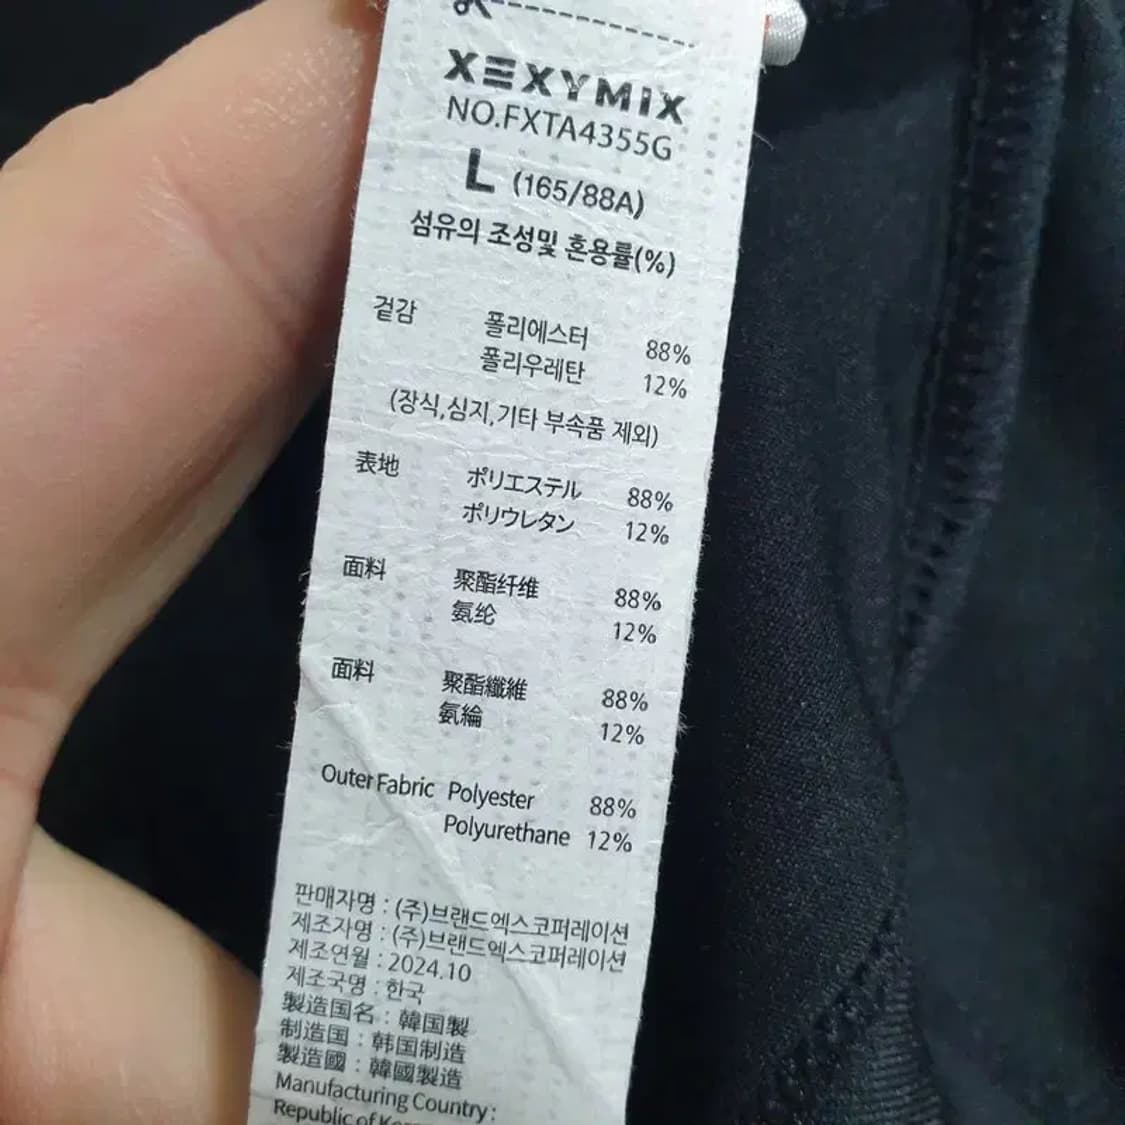 XEXYMIX
NO.FXTA4355G
L (165/88A)
섬유의 조성및 혼용률(%)
겉감 폴리에스터 88%
폴리우레탄 12%
(장식,심지,기타 부속품 제외)
表地 ポリエステル 88%
ポリウレタン 12%
面料 聚酯纤维 88%
氨纶 12%
面料 聚酯纖維 88%
氨綸 12%
Outer Fabric Polyester 88%
Polyurethane 12%
판매자명 : (주)브랜드엑스코퍼레이션
제조자명 : (주)브랜드엑스코퍼레이션
제조연월 : 2024.10
제조국명 : 한국
製造国名 : 韓国製
制造国 : 韩国制造
製造國 : 韓國製造
Manufacturing Country :
Republic of